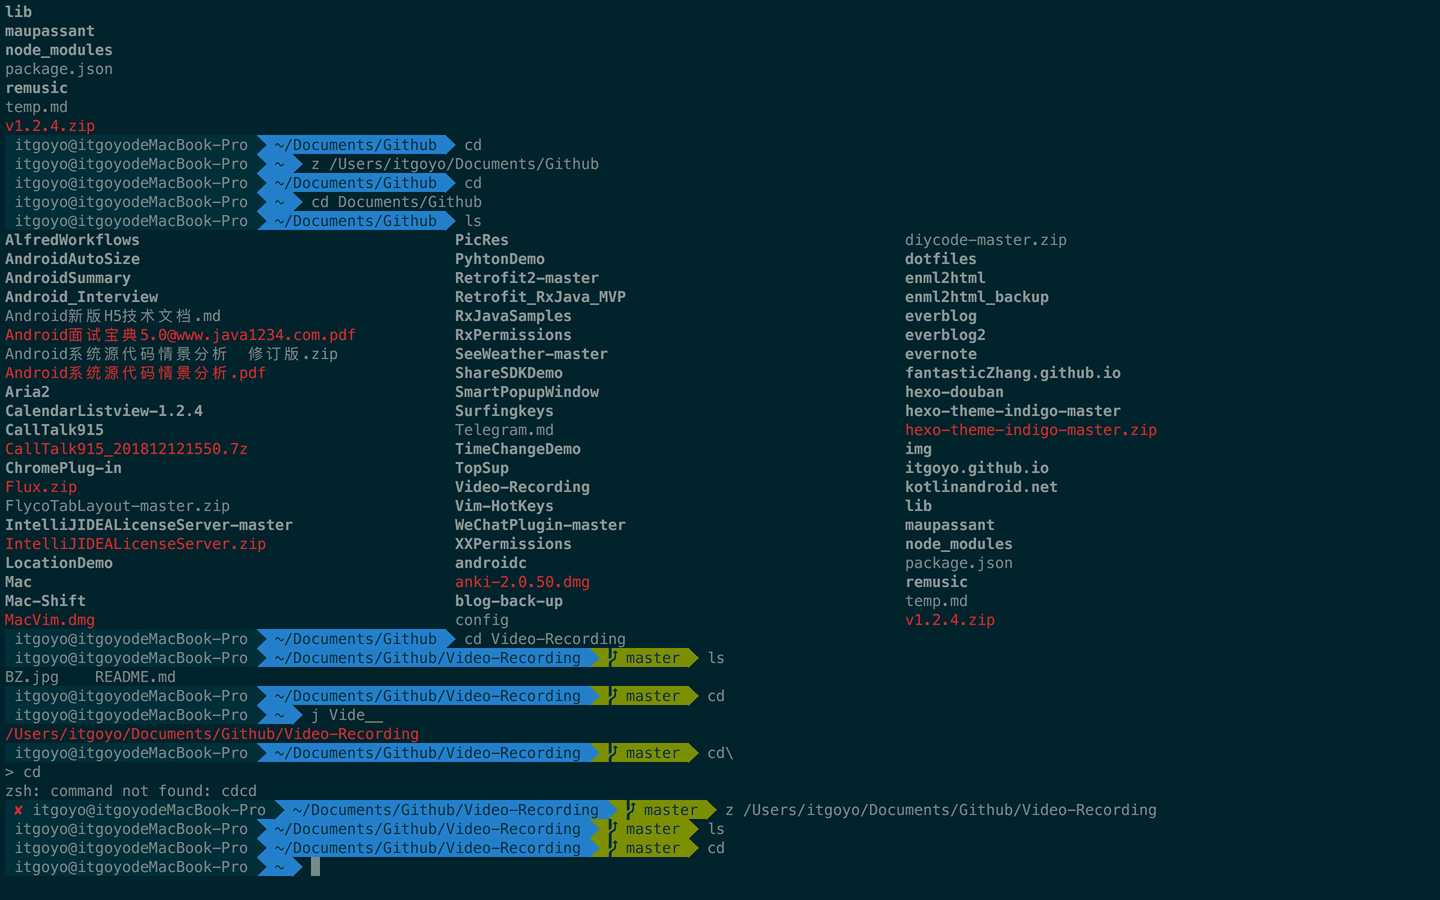 lib
maupassant
node_modules
package.json
remusic
temp.md
v1.2.4.zip
itgoyo@itgoyodeMacBook-Pro ~/Documents/Github cd
itgoyo@itgoyodeMacBook-Pro ~ z /Users/itgoyo/Documents/Github
itgoyo@itgoyodeMacBook-Pro ~/Documents/Github cd
itgoyo@itgoyodeMacBook-Pro ~ cd Documents/Github
itgoyo@itgoyodeMacBook-Pro ~/Documents/Github ls
AlfredWorkflows PicRes diycode-master.zip
AndroidAutoSize PyhtonDemo dotfiles
AndroidSummary Retrofit2-master enml2html
Android_Interview Retrofit_RxJava_MVP enml2html_backup
Android新版H5技术文档.md RxJavaSamples everblog
Android面试宝典5.0@www.java1234.com.pdf RxPermissions everblog2
Android系统源代码情景分析 修订版.zip SeeWeather-master evernote
Android系统源代码情景分析.pdf ShareSDKDemo fantasticZhang.github.io
Aria2 SmartPopupWindow hexo-douban
CalendarListview-1.2.4 Surfingkeys hexo-theme-indigo-master
CallTalk915 Telegram.md hexo-theme-indigo-master.zip
CallTalk915_201812121550.7z TimeChangeDemo img
ChromePlug-in TopSup itgoyo.github.io
Flux.zip Video-Recording kotlinandroid.net
FlycoTabLayout-master.zip Vim-HotKeys lib
IntelliJIDEALicenseServer-master WeChatPlugin-master maupassant
IntelliJIDEALicenseServer.zip XXPermissions node_modules
LocationDemo androidc package.json
Mac anki-2.0.50.dmg remusic
Mac-Shift blog-back-up temp.md
MacVim.dmg config v1.2.4.zip
itgoyo@itgoyodeMacBook-Pro ~/Documents/Github cd Video-Recording
itgoyo@itgoyodeMacBook-Pro ~/Documents/Github/Video-Recording master ls
BZ.jpg README.md
itgoyo@itgoyodeMacBook-Pro ~/Documents/Github/Video-Recording master cd
itgoyo@itgoyodeMacBook-Pro ~ j Vide__
/Users/itgoyo/Documents/Github/Video-Recording
itgoyo@itgoyodeMacBook-Pro ~/Documents/Github/Video-Recording master cd\
> cd
zsh: command not found: cdcd
✘ itgoyo@itgoyodeMacBook-Pro ~/Documents/Github/Video-Recording master z /Users/itgoyo/Documents/Github/Video-Recording
itgoyo@itgoyodeMacBook-Pro ~/Documents/Github/Video-Recording master ls
itgoyo@itgoyodeMacBook-Pro ~/Documents/Github/Video-Recording master cd
itgoyo@itgoyodeMacBook-Pro ~